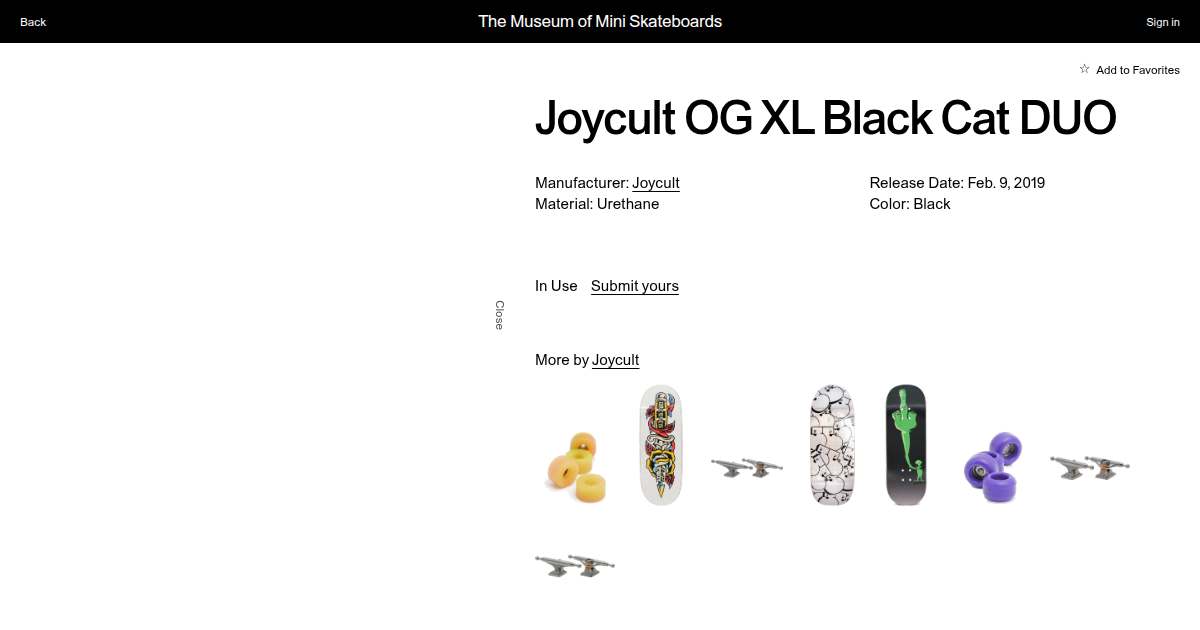 Back
The Museum of Mini Skateboards
Sign in
☆ Add to Favorites
Joycult OG XL Black Cat DUO
Manufacturer: Joycult
Material: Urethane
Release Date: Feb. 9, 2019
Color: Black
In Use Submit yours
Close
More by Joycult